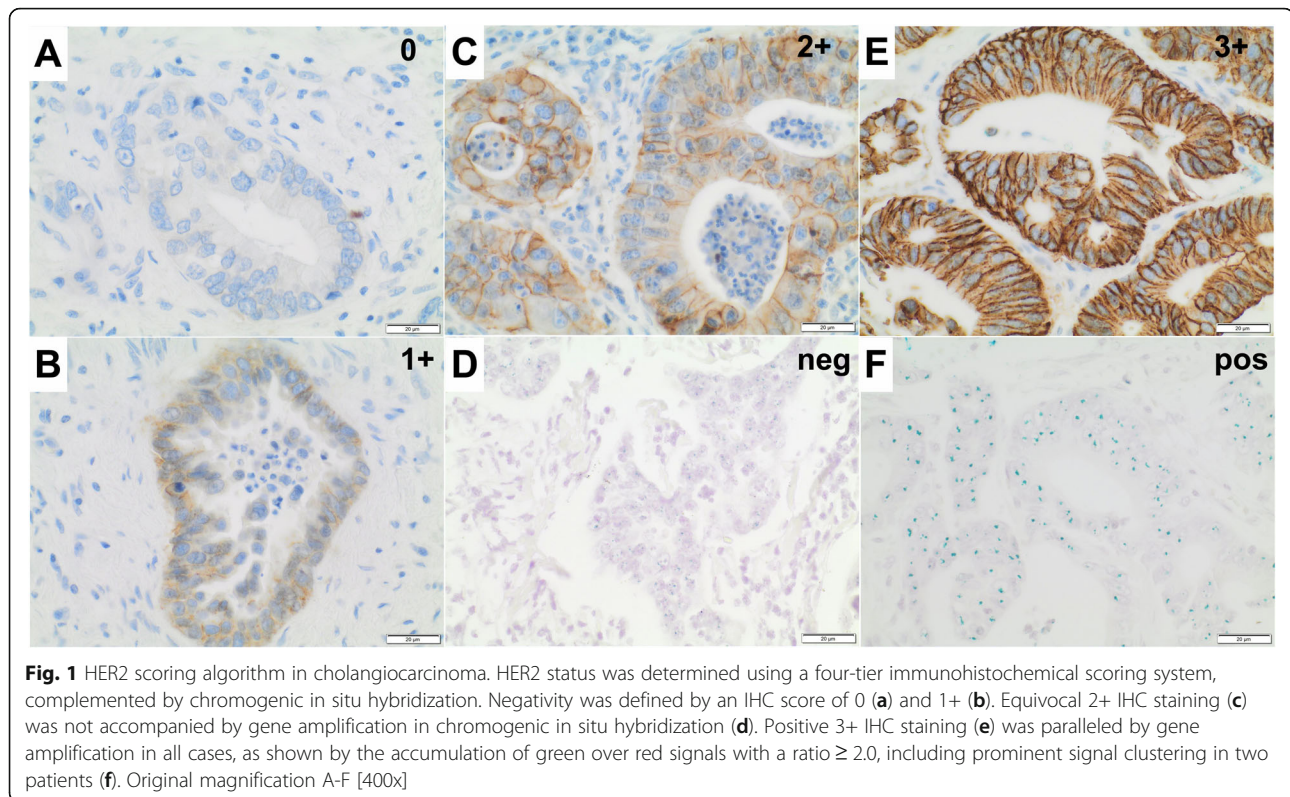 A 0
C 2+
E 3+
20 µm
20 µm
20 µm
B 1+
D neg
F pos
20 µm
20 µm
20 µm
Fig. 1 HER2 scoring algorithm in cholangiocarcinoma. HER2 status was determined using a four-tier immunohistochemical scoring system,
complemented by chromogenic in situ hybridization. Negativity was defined by an IHC score of 0 (a) and 1+ (b). Equivocal 2+ IHC staining (c)
was not accompanied by gene amplification in chromogenic in situ hybridization (d). Positive 3+ IHC staining (e) was paralleled by gene
amplification in all cases, as shown by the accumulation of green over red signals with a ratio ≥ 2.0, including prominent signal clustering in two
patients (f). Original magnification A-F [400x]